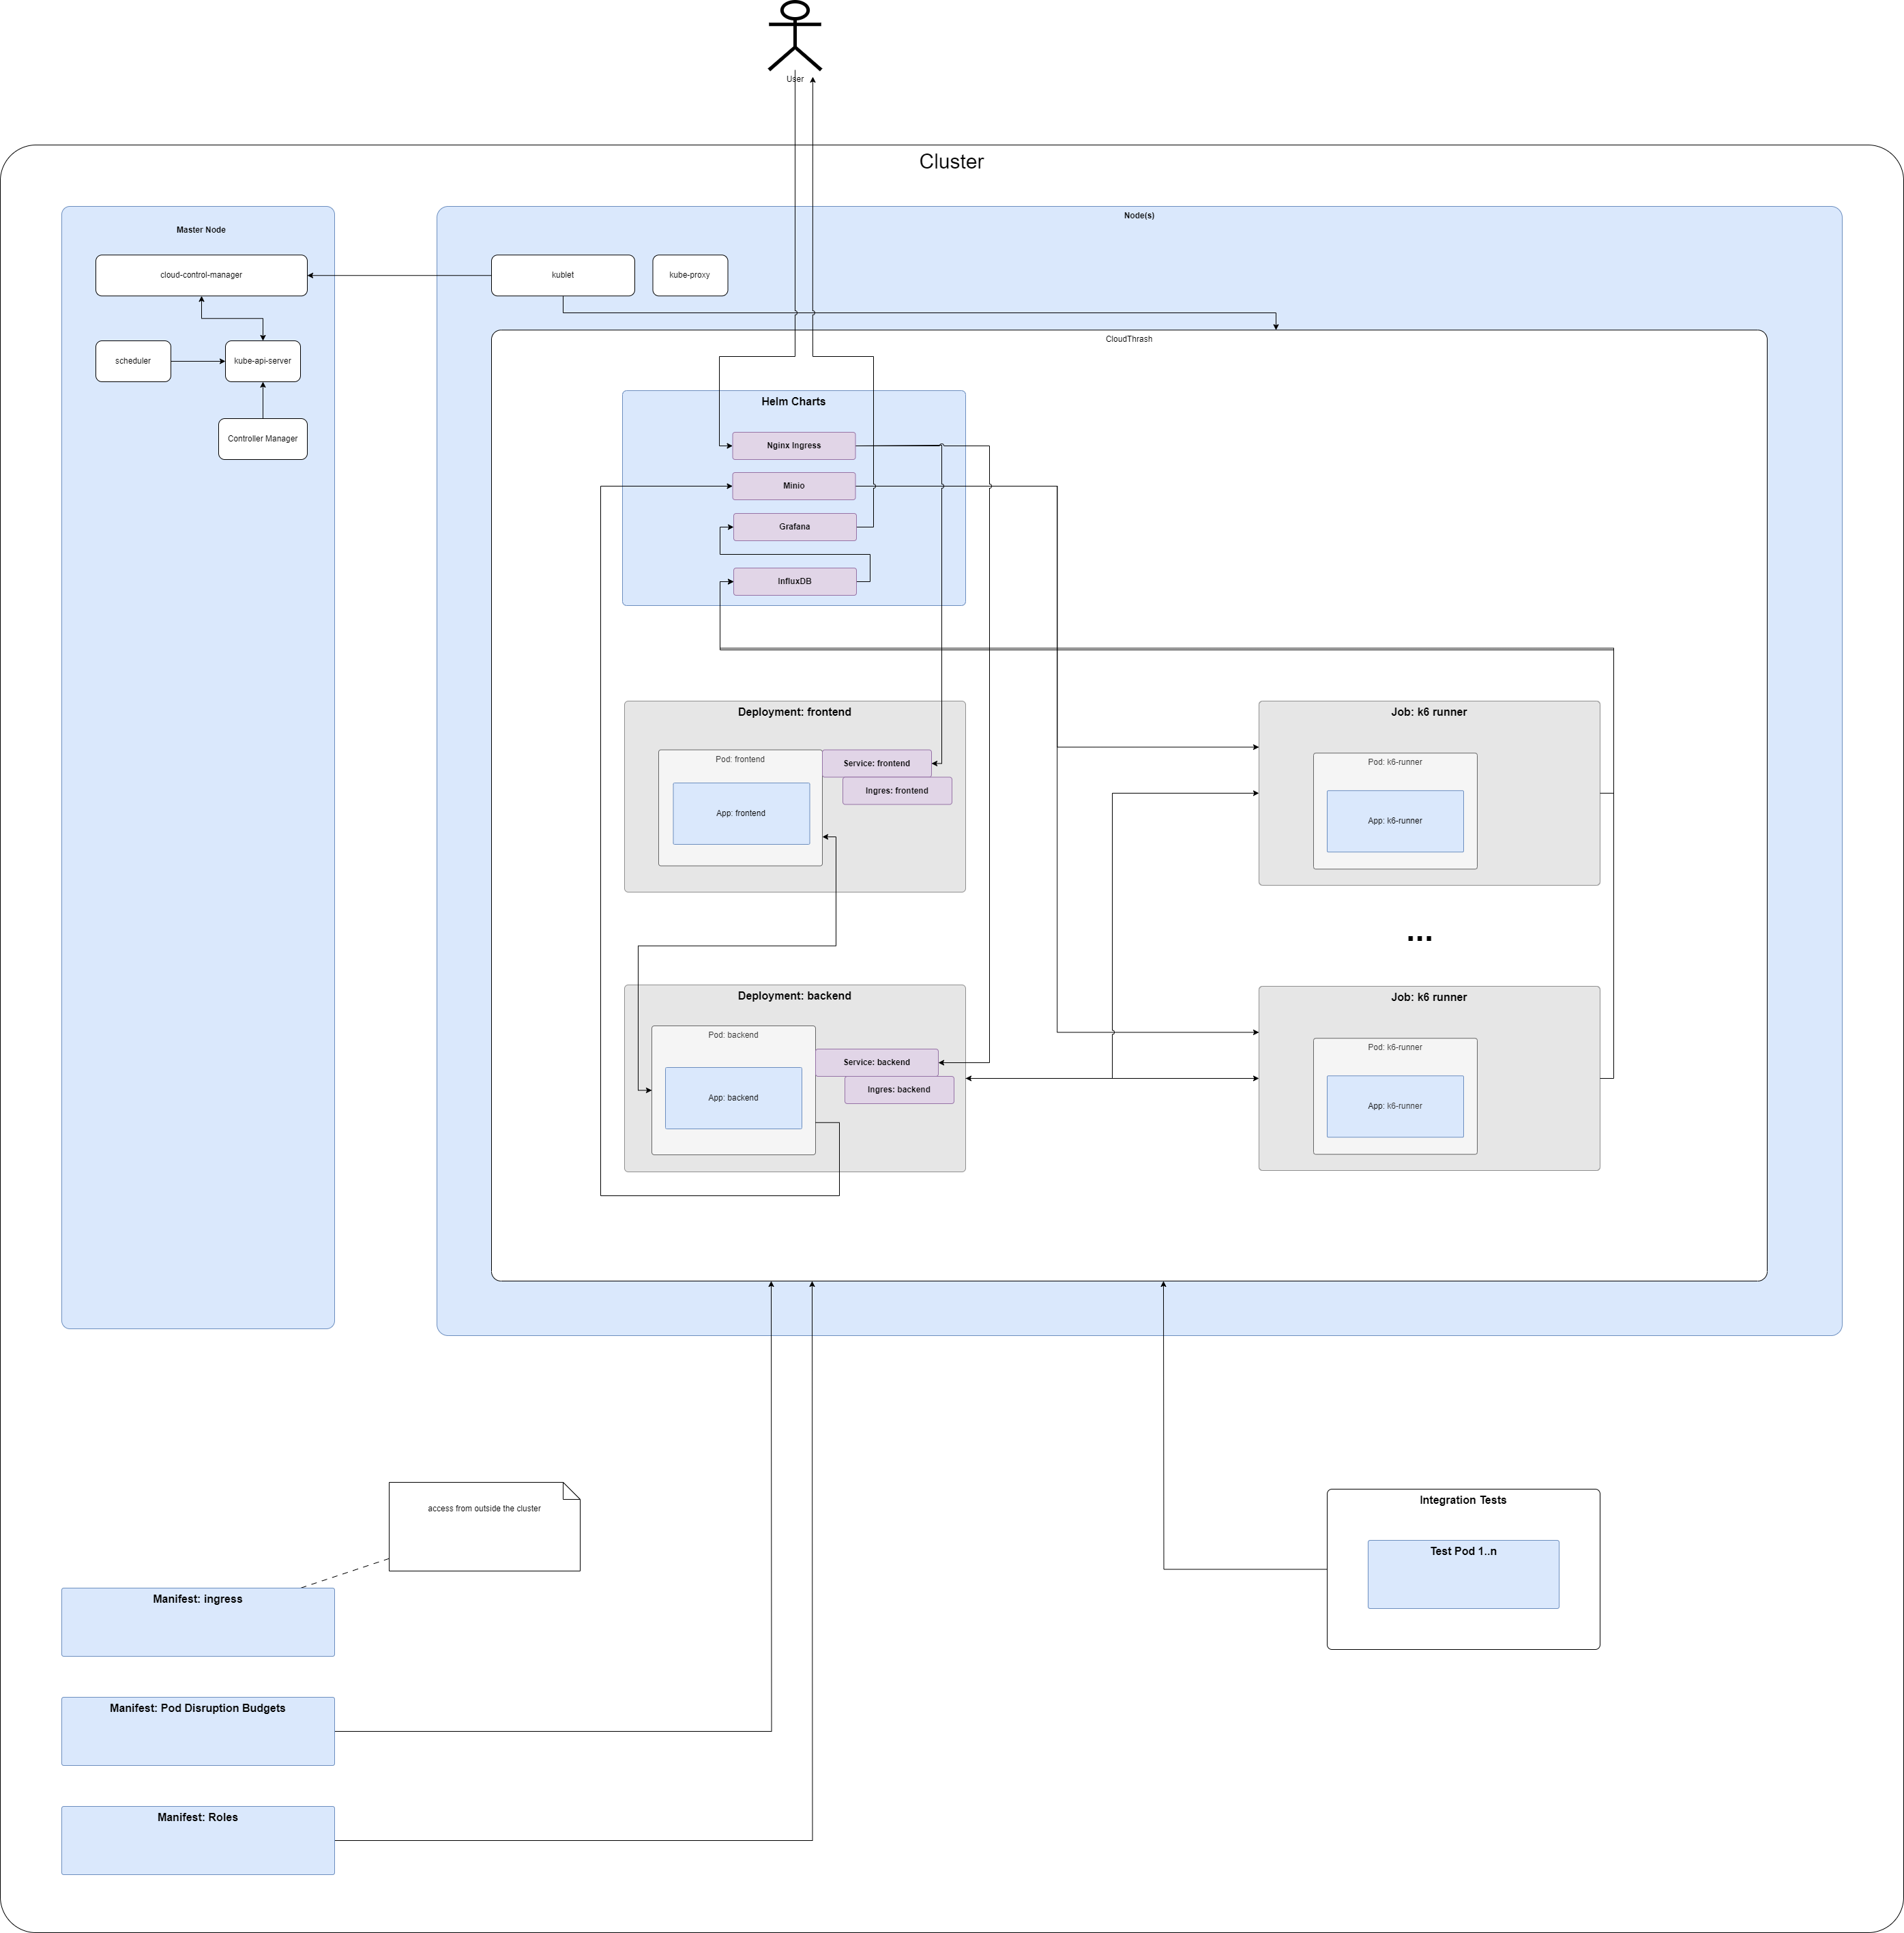 User
Cluster
Master Node
cloud-control-manager
scheduler
kube-api-server
Controller Manager
Node(s)
kublet
kube-proxy
CloudThrash
Helm Charts
Nginx Ingress
Minio
Grafana
InfluxDB
Deployment: frontend
Pod: frontend
App: frontend
Service: frontend
Ingres: frontend
Job: k6 runner
Pod: k6-runner
App: k6-runner
...
Deployment: backend
Pod: backend
App: backend
Service: backend
Ingres: backend
Job: k6 runner
Pod: k6-runner
App: k6-runner
access from outside the cluster
Manifest: ingress
Manifest: Pod Disruption Budgets
Manifest: Roles
Integration Tests
Test Pod 1..n